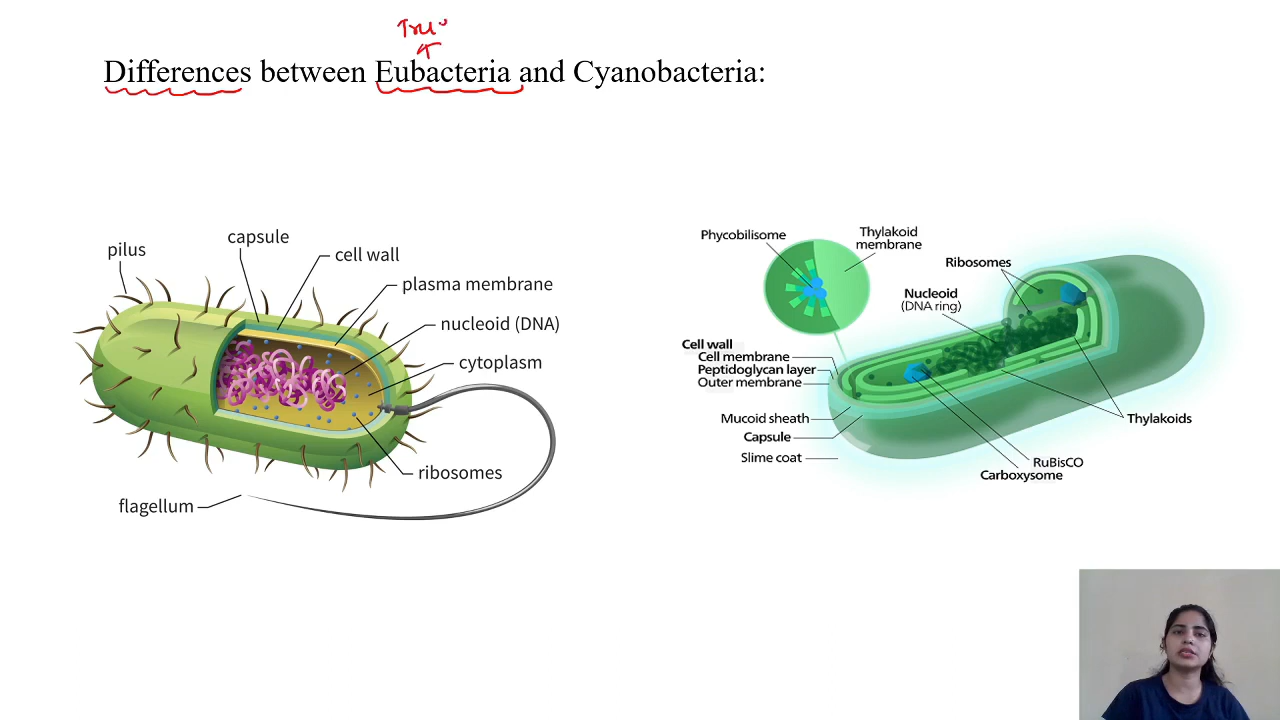 Tru
Differences between Eubacteria and Cyanobacteria:
pilus
capsule
cell wall
plasma membrane
nucleoid (DNA)
cytoplasm
ribosomes
flagellum
Phycobilisome
Thylakoid
membrane
Ribosomes
Nucleoid
(DNA ring)
Cell wall
Cell membrane
Peptidoglycan layer
Outer membrane
Mucoid sheath
Capsule
Slime coat
Thylakoids
RuBisCO
Carboxysome